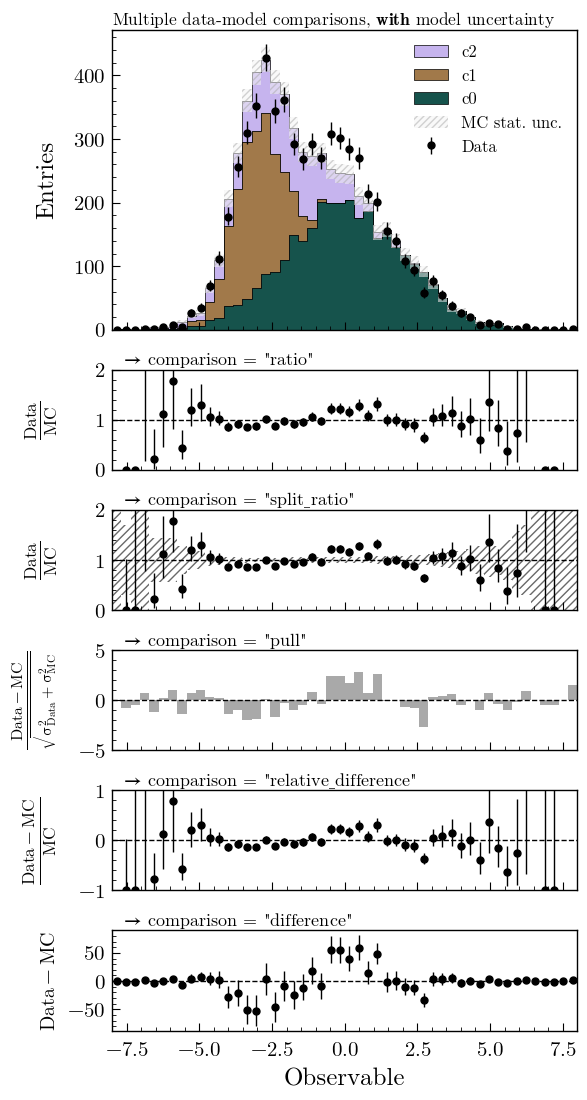 Multiple data-model comparisons, with model uncertainty
Entries
400
300
200
100
0
c2
c1
c0
MC stat. unc.
Data
→ comparison = "ratio"
Data
MC
2
1
0
→ comparison = "split_ratio"
Data
MC
2
1
0
→ comparison = "pull"
Data − MC
√σ²Data + σ²MC
5
0
−5
→ comparison = "relative_difference"
Data − MC
MC
1
0
−1
→ comparison = "difference"
Data − MC
50
0
−50
−7.5 −5.0 −2.5 0.0 2.5 5.0 7.5
Observable